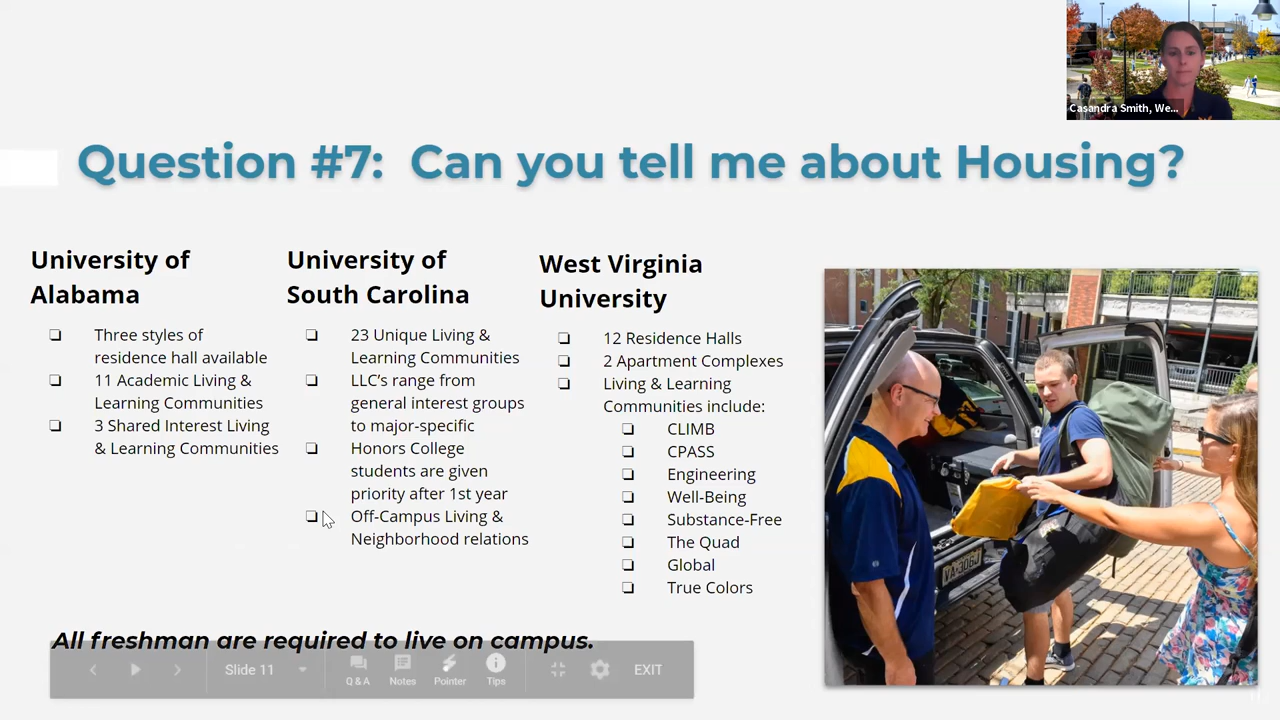 Casandra Smith, We...
Question #7: Can you tell me about Housing?
University of
Alabama
❏ Three styles of
residence hall available
❏ 11 Academic Living &
Learning Communities
❏ 3 Shared Interest Living
& Learning Communities
University of
South Carolina
❏ 23 Unique Living &
Learning Communities
❏ LLC's range from
general interest groups
to major-specific
❏ Honors College
students are given
priority after 1st year
❏ Off-Campus Living &
Neighborhood relations
West Virginia
University
❏ 12 Residence Halls
❏ 2 Apartment Complexes
❏ Living & Learning
Communities include:
❏ CLIMB
❏ CPASS
❏ Engineering
❏ Well-Being
❏ Substance-Free
❏ The Quad
❏ Global
❏ True Colors
All freshman are required to live on campus.
Slide 11
Q & A
Notes
Pointer
Tips
EXIT